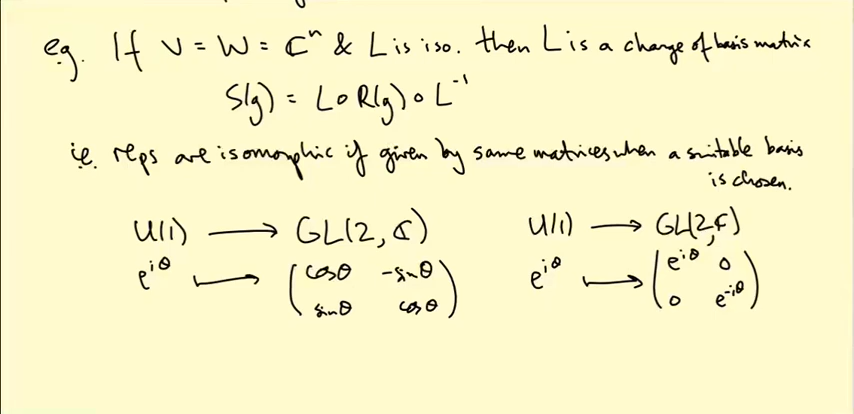 e.g. If V = W = ℂⁿ & L is iso. then L is a change of basis matrix
S(g) = L ∘ R(g) ∘ L⁻¹
i.e. reps are isomorphic if given by same matrices when a suitable basis
is chosen.
U(1) ⟶ GL(2, ℂ) U(1) ⟶ GL(2, ℂ)
e^{iθ} ⟼ ( cosθ -sinθ ) e^{iθ} ⟼ ( e^{iθ} 0 )
( sinθ cosθ ) ( 0 e^{-iθ} )